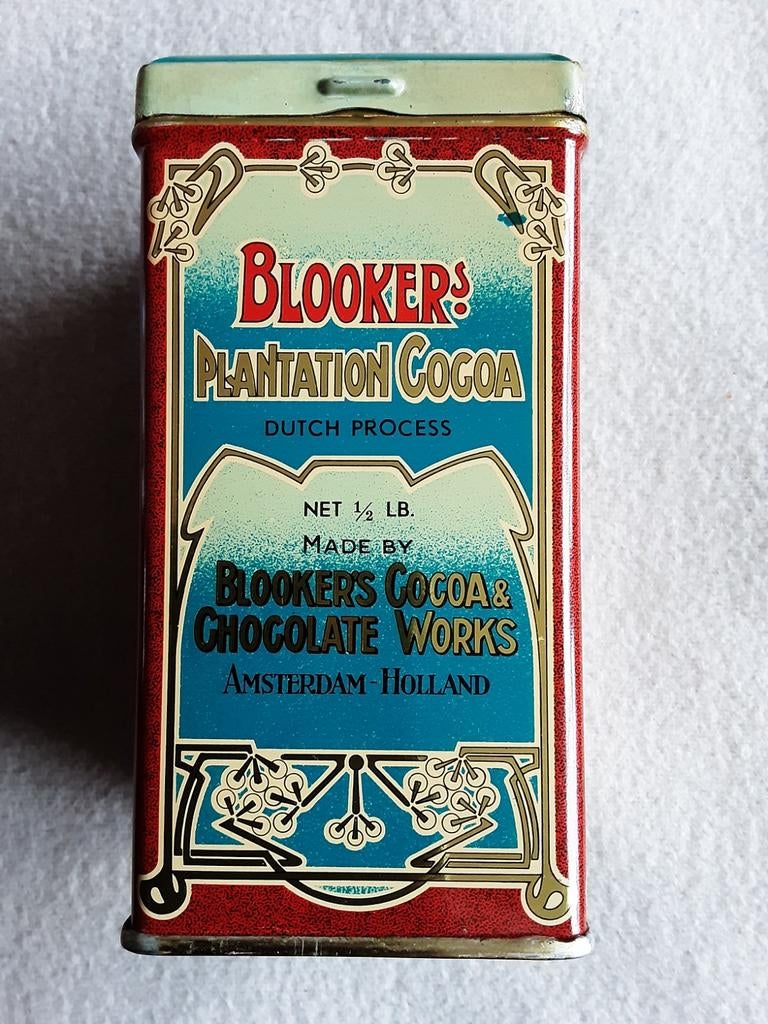 BLOOKERS
PLANTATION COCOA
DUTCH PROCESS
NET ½ LB.
MADE BY
BLOOKER'S COCOA &
CHOCOLATE WORKS
AMSTERDAM-HOLLAND